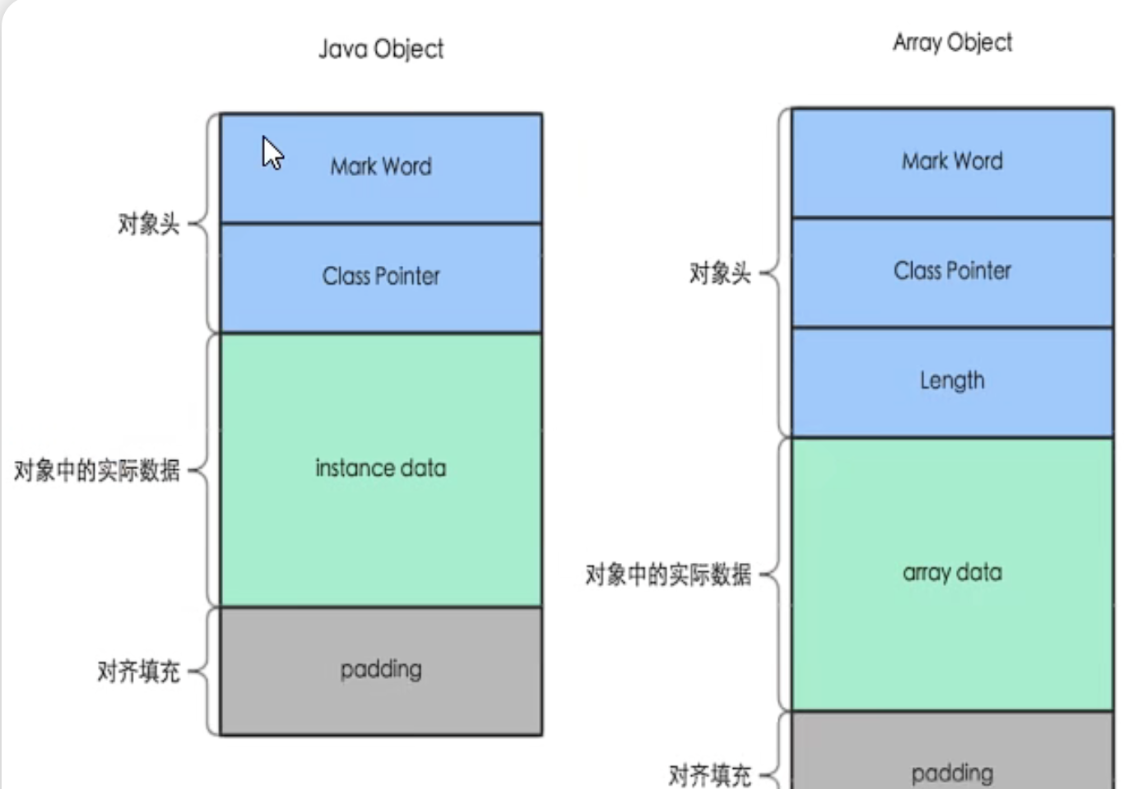 Java Object
Mark Word
对象头
Class Pointer
对象中的实际数据
instance data
对齐填充
padding
Array Object
Mark Word
对象头
Class Pointer
Length
对象中的实际数据
array data
对齐填充
padding